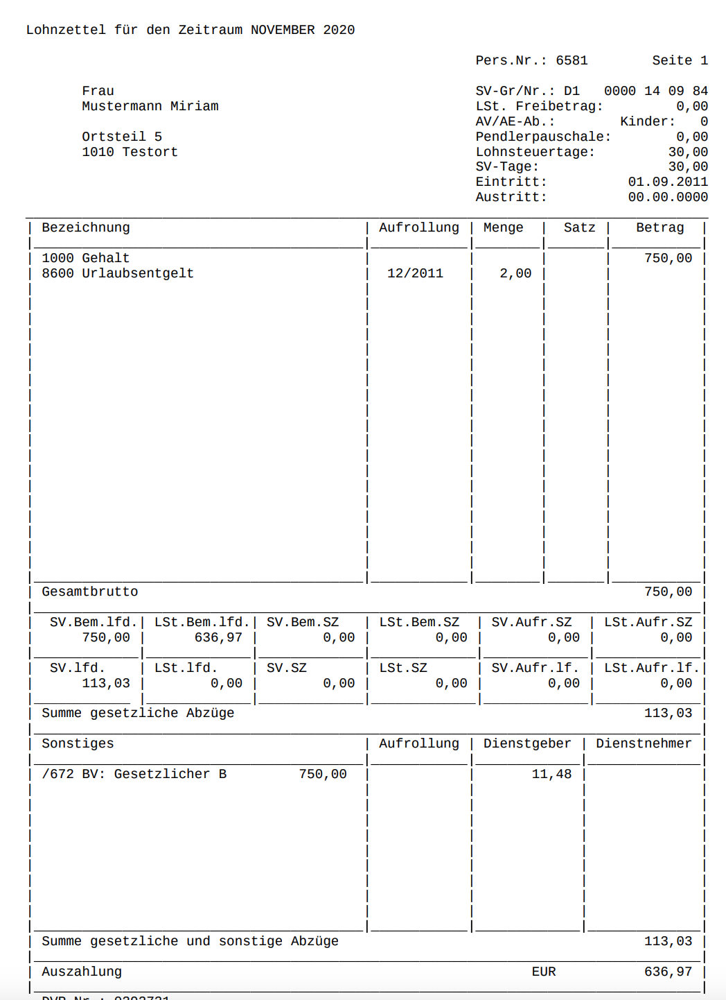 Lohnzettel für den Zeitraum NOVEMBER 2020
Pers.Nr.: 6581 Seite 1
Frau SV-Gr/Nr.: D1 0000 14 09 84
Mustermann Miriam LSt. Freibetrag: 0,00
AV/AE-Ab.: Kinder: 0
Ortsteil 5 Pendlerpauschale: 0,00
1010 Testort Lohnsteuertage: 30,00
SV-Tage: 30,00
Eintritt: 01.09.2011
Austritt: 00.00.0000
| Bezeichnung | Aufrollung | Menge | Satz | Betrag |
| 1000 Gehalt | | | | 750,00 |
| 8600 Urlaubsentgelt | 12/2011 | 2,00 | | |
| Gesamtbrutto 750,00 |
| SV.Bem.lfd.| LSt.Bem.lfd.| SV.Bem.SZ | LSt.Bem.SZ | SV.Aufr.SZ | LSt.Aufr.SZ |
| 750,00 | 636,97 | 0,00 | 0,00 | 0,00 | 0,00 |
| SV.lfd. | LSt.lfd. | SV.SZ | LSt.SZ | SV.Aufr.lf. | LSt.Aufr.lf.|
| 113,03 | 0,00 | 0,00 | 0,00 | 0,00 | 0,00 |
| Summe gesetzliche Abzüge 113,03 |
| Sonstiges | Aufrollung | Dienstgeber | Dienstnehmer |
| /672 BV: Gesetzlicher B 750,00 | | 11,48 | |
| Summe gesetzliche und sonstige Abzüge 113,03 |
| Auszahlung EUR 636,97 |